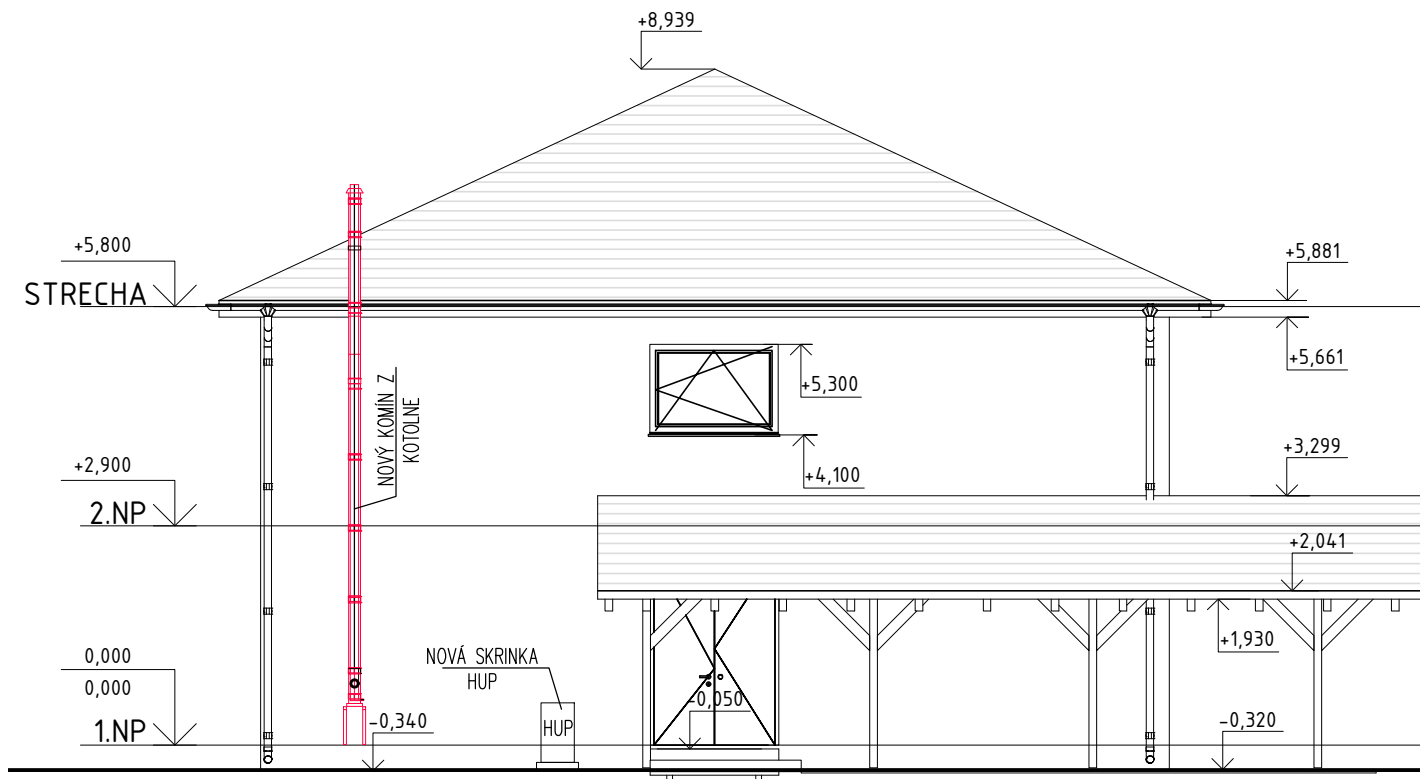 +8,939
+5,800
STRECHA
+5,881
+5,661
+5,300
+4,100
NOVÝ KOMÍN Z
KOTOLNE
+2,900
2.NP
+3,299
+2,041
+1,930
0,000
0,000
1.NP
NOVÁ SKRINKA
HUP
HUP
-0,340
-0,050
-0,320